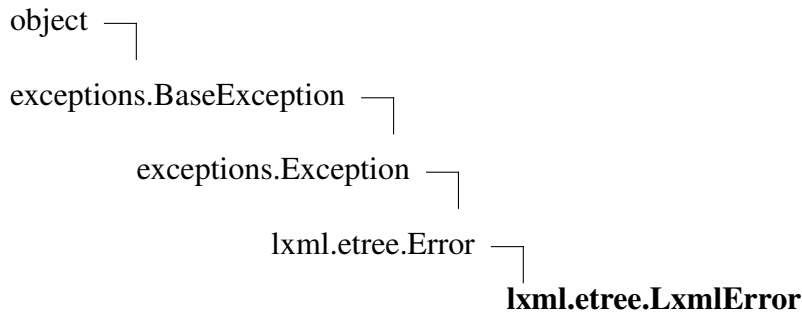 object
exceptions.BaseException
exceptions.Exception
lxml.etree.Error
lxml.etree.LxmlError